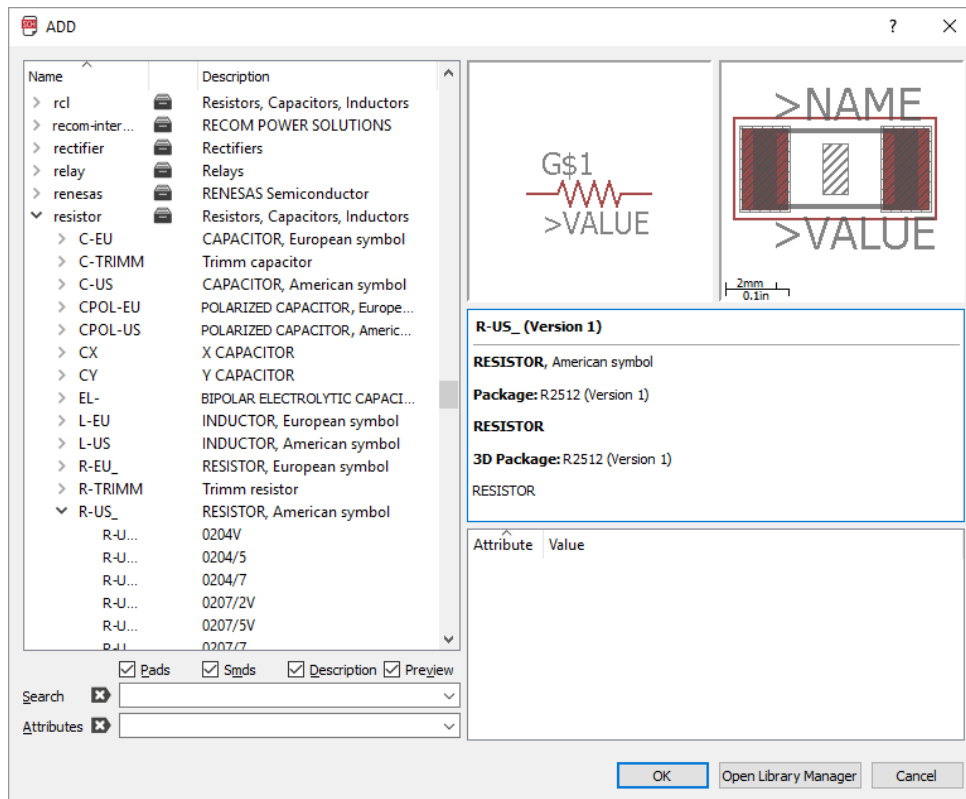 SCH ADD ?
Name Description
rcl Resistors, Capacitors, Inductors
recom-inter... RECOM POWER SOLUTIONS
rectifier Rectifiers
relay Relays
renesas RENESAS Semiconductor
resistor Resistors, Capacitors, Inductors
C-EU CAPACITOR, European symbol
C-TRIMM Trimm capacitor
C-US CAPACITOR, American symbol
CPOL-EU POLARIZED CAPACITOR, Europe...
CPOL-US POLARIZED CAPACITOR, Americ...
CX X CAPACITOR
CY Y CAPACITOR
EL- BIPOLAR ELECTROLYTIC CAPACI...
L-EU INDUCTOR, European symbol
L-US INDUCTOR, American symbol
R-EU_ RESISTOR, European symbol
R-TRIMM Trimm resistor
R-US_ RESISTOR, American symbol
R-U... 0204V
R-U... 0204/5
R-U... 0204/7
R-U... 0207/2V
R-U... 0207/5V
R-U... 0207/7
Pads Smds Description Preview
Search
Attributes
G$1
>VALUE
>NAME
>VALUE
2mm
0.1in
R-US_ (Version 1)
RESISTOR, American symbol
Package: R2512 (Version 1)
RESISTOR
3D Package: R2512 (Version 1)
RESISTOR
Attribute Value
OK Open Library Manager Cancel